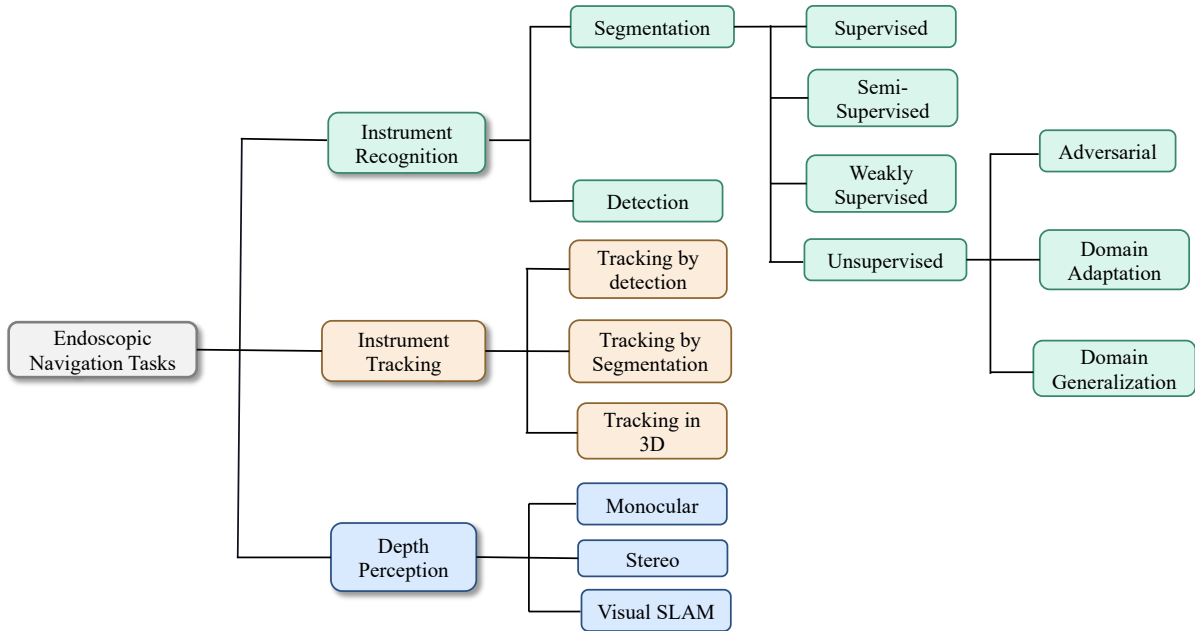 Endoscopic
Navigation Tasks
Instrument
Recognition
Segmentation
Supervised
Semi-
Supervised
Weakly
Supervised
Unsupervised
Adversarial
Domain
Adaptation
Domain
Generalization
Detection
Instrument
Tracking
Tracking by
detection
Tracking by
Segmentation
Tracking in
3D
Depth
Perception
Monocular
Stereo
Visual SLAM